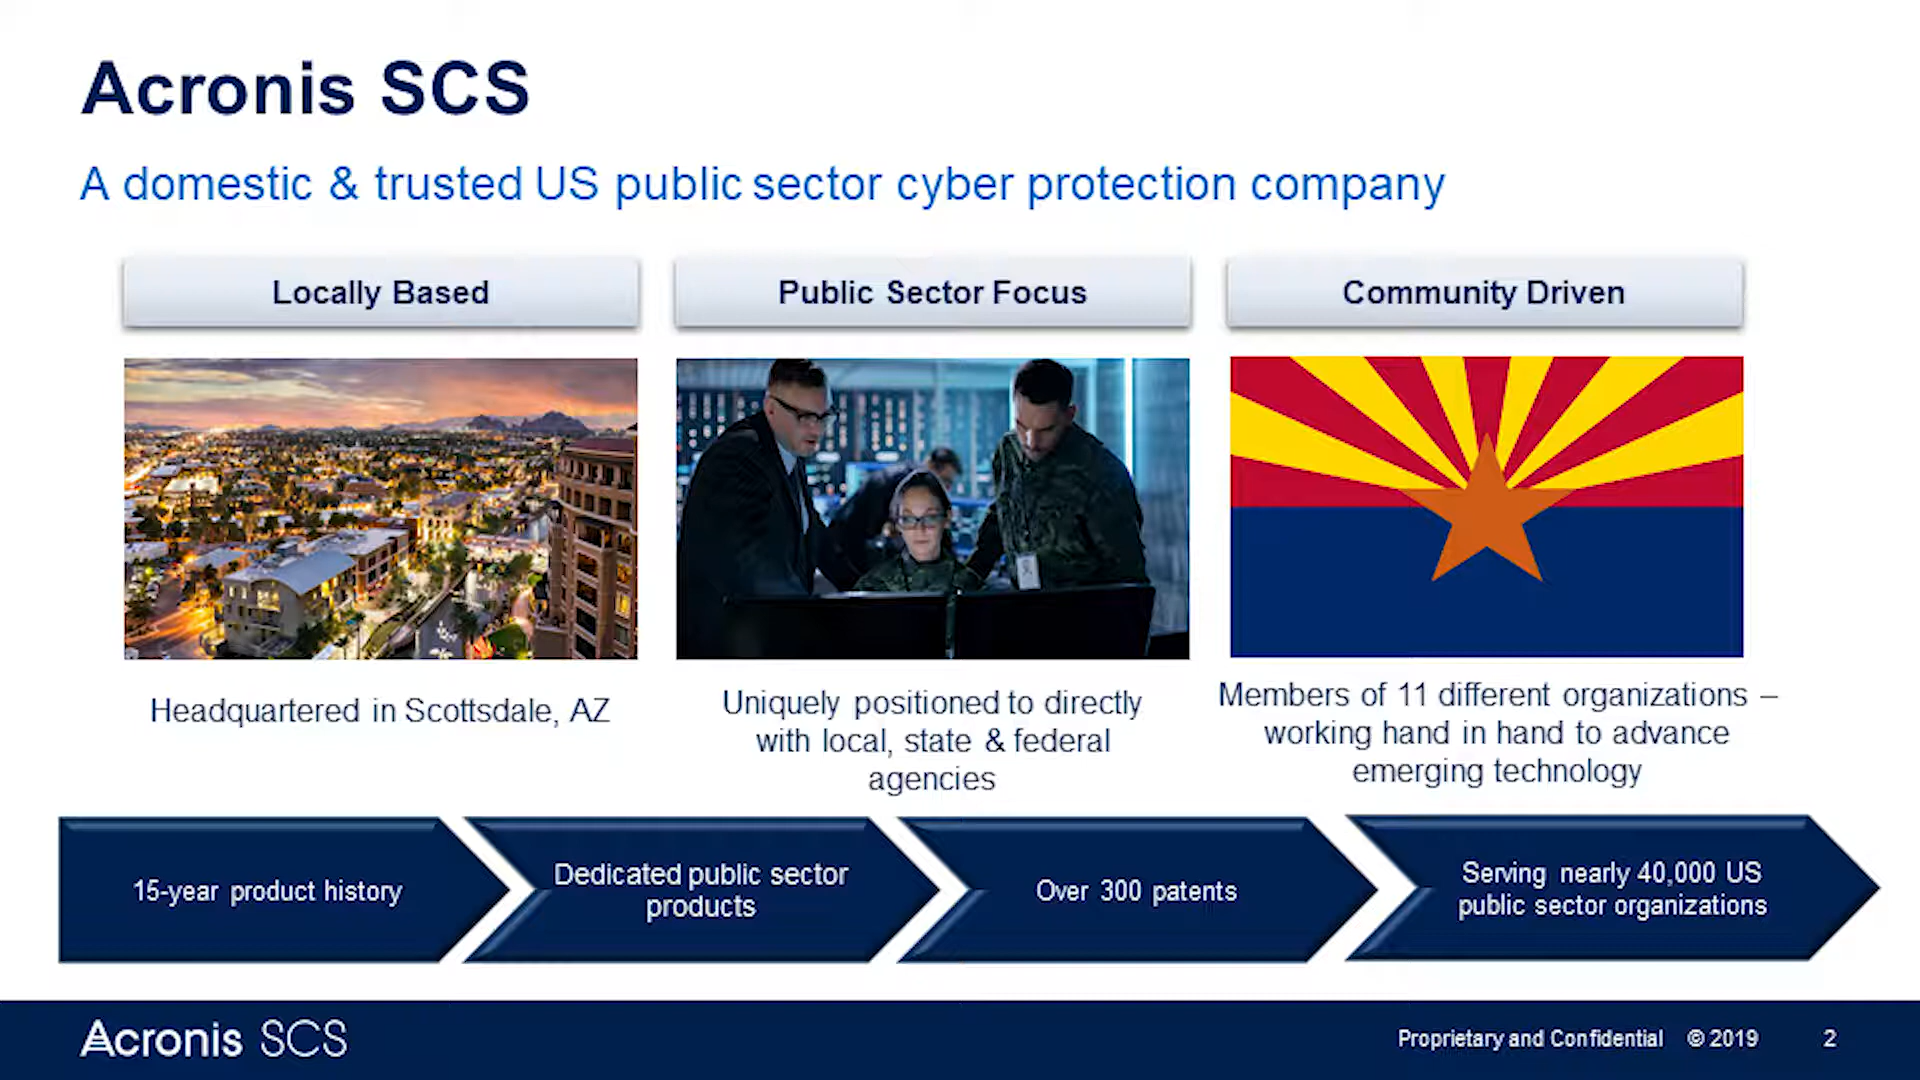 Acronis SCS
A domestic & trusted US public sector cyber protection company
Locally Based
Public Sector Focus
Community Driven
Headquartered in Scottsdale, AZ
Uniquely positioned to directly
with local, state & federal
agencies
Members of 11 different organizations –
working hand in hand to advance
emerging technology
15-year product history
Dedicated public sector
products
Over 300 patents
Serving nearly 40,000 US
public sector organizations
Acronis SCS
Proprietary and Confidential © 2019 2